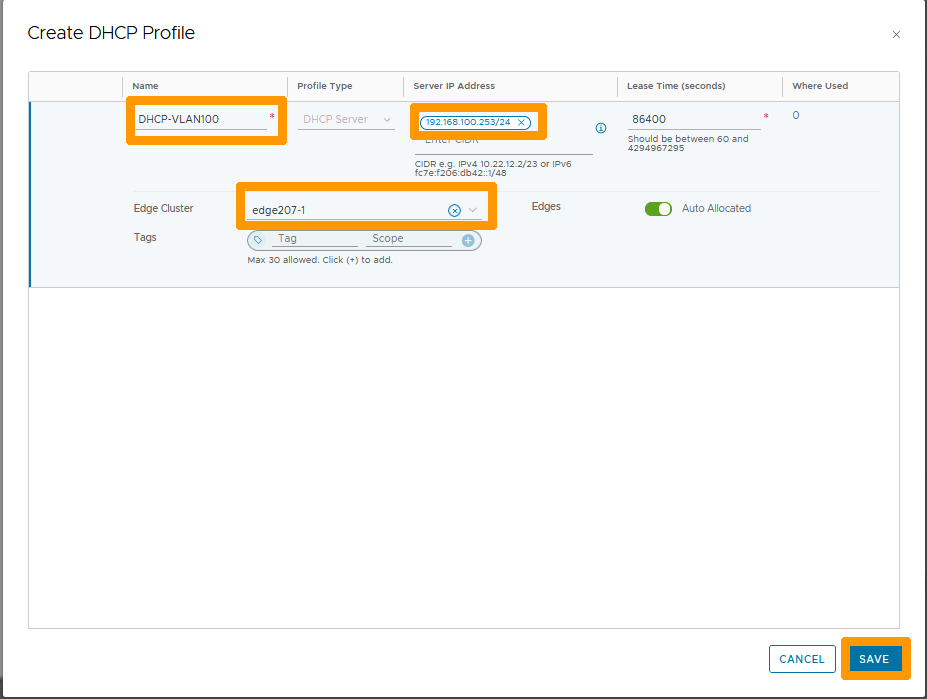 Create DHCP Profile
Name Profile Type Server IP Address Lease Time (seconds) Where Used
DHCP-VLAN100 * DHCP Server 192.168.100.253/24 86400 * 0
Enter CIDR
Should be between 60 and
4294967295
CIDR e.g. IPv4 10.22.12.2/23 or IPv6
fc7e:f206:db42::1/48
Edge Cluster edge207-1 Edges Auto Allocated
Tags Tag Scope
Max 30 allowed. Click (+) to add.
CANCEL SAVE